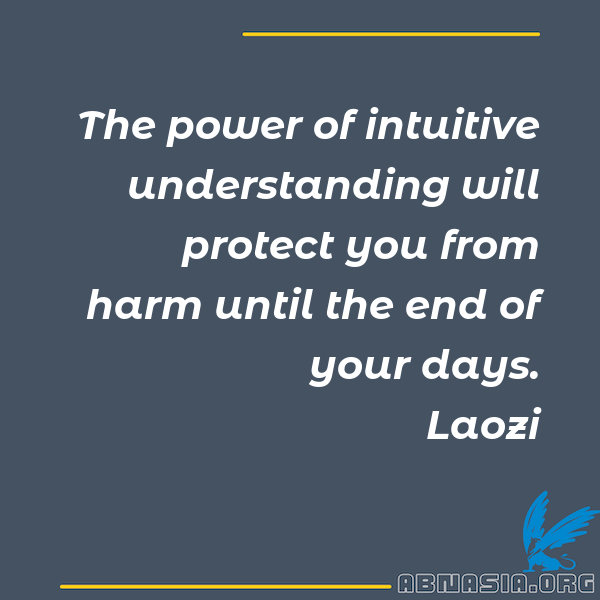 The power of intuitive
understanding will
protect you from
harm until the end of
your days.
Laozi
ABNASIA.ORG